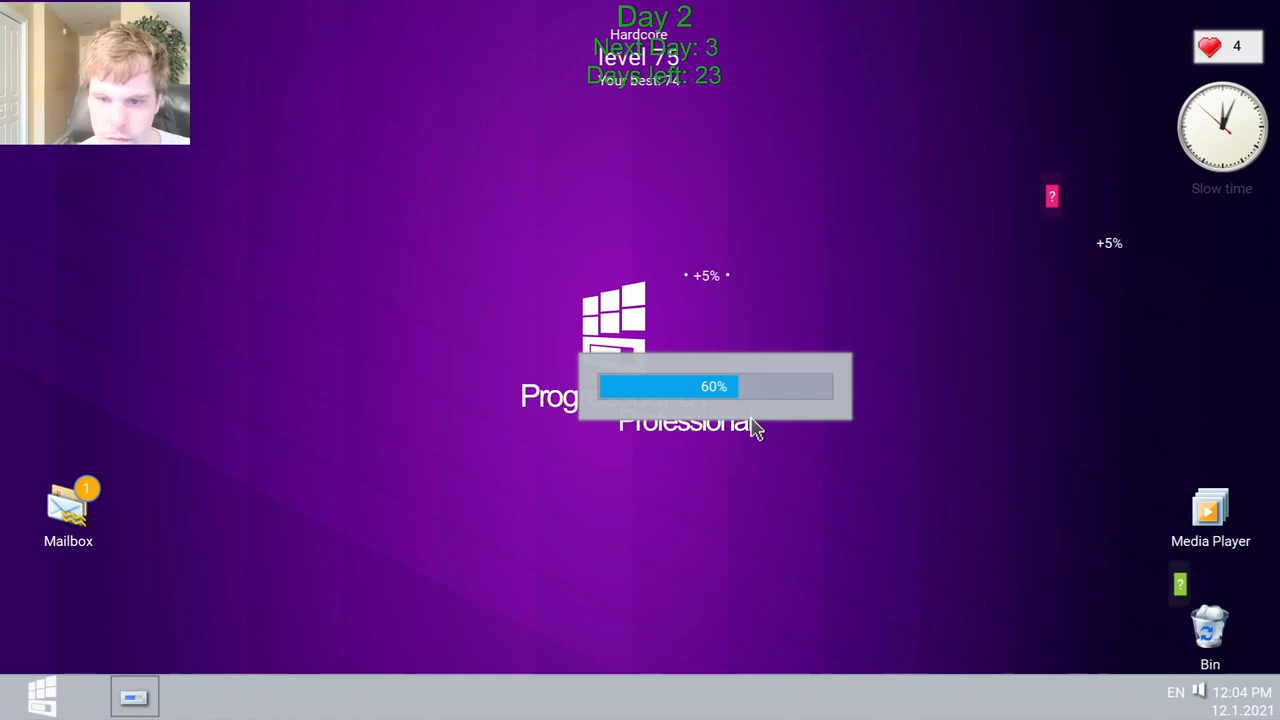 Day 2
Hardcore
Next Day: 3
level 75
Days left: 23
Your best: 74
4
Slow time
?
+5%
• +5% •
60%
Prog
Professional
1
Mailbox
Media Player
?
Bin
EN 12:04 PM
12.1.2021